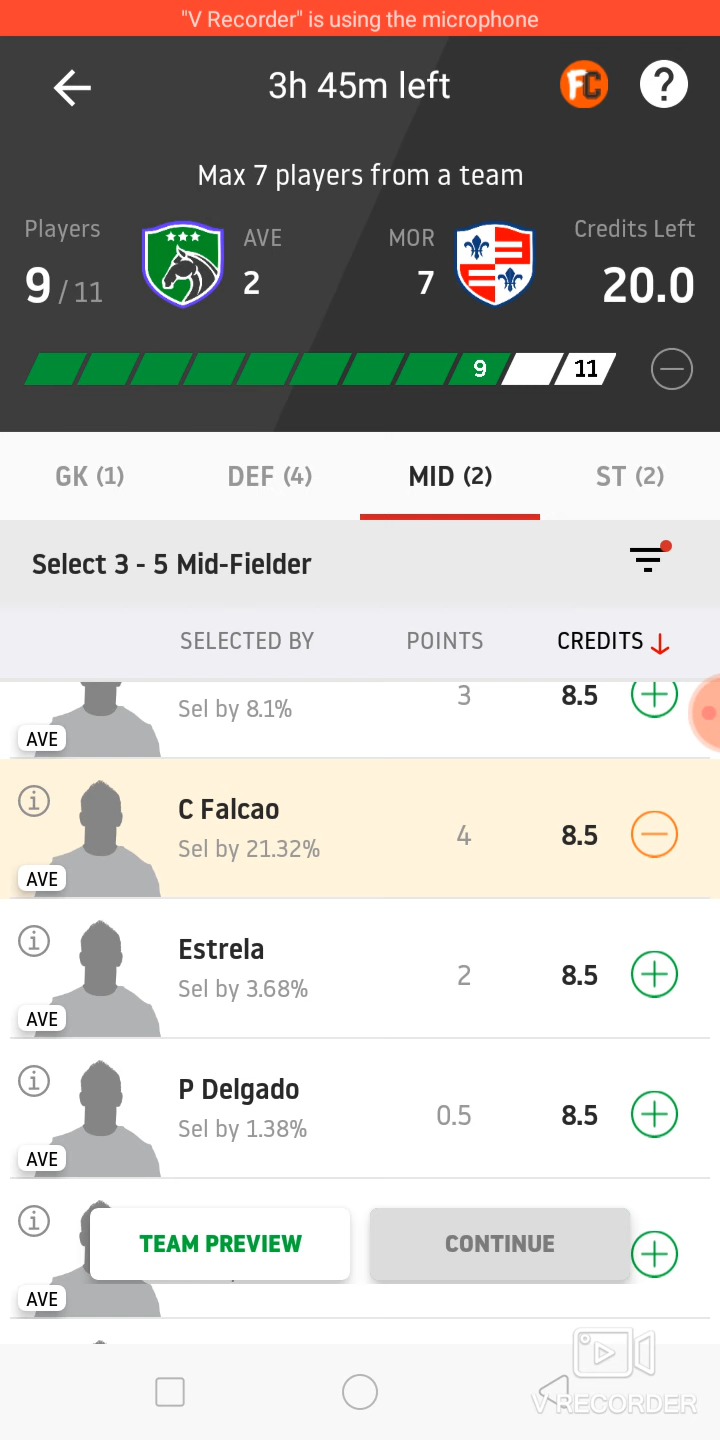 "V Recorder" is using the microphone
3h 45m left
FC
?
Max 7 players from a team
Players
AVE
MOR
Credits Left
9 / 11
2
7
20.0
9
11
GK (1)
DEF (4)
MID (2)
ST (2)
Select 3 - 5 Mid-Fielder
SELECTED BY
POINTS
CREDITS
Sel by 8.1%
3
8.5
AVE
C Falcao
Sel by 21.32%
4
8.5
AVE
Estrela
Sel by 3.68%
2
8.5
AVE
P Delgado
Sel by 1.38%
0.5
8.5
AVE
TEAM PREVIEW
CONTINUE
AVE
V RECORDER